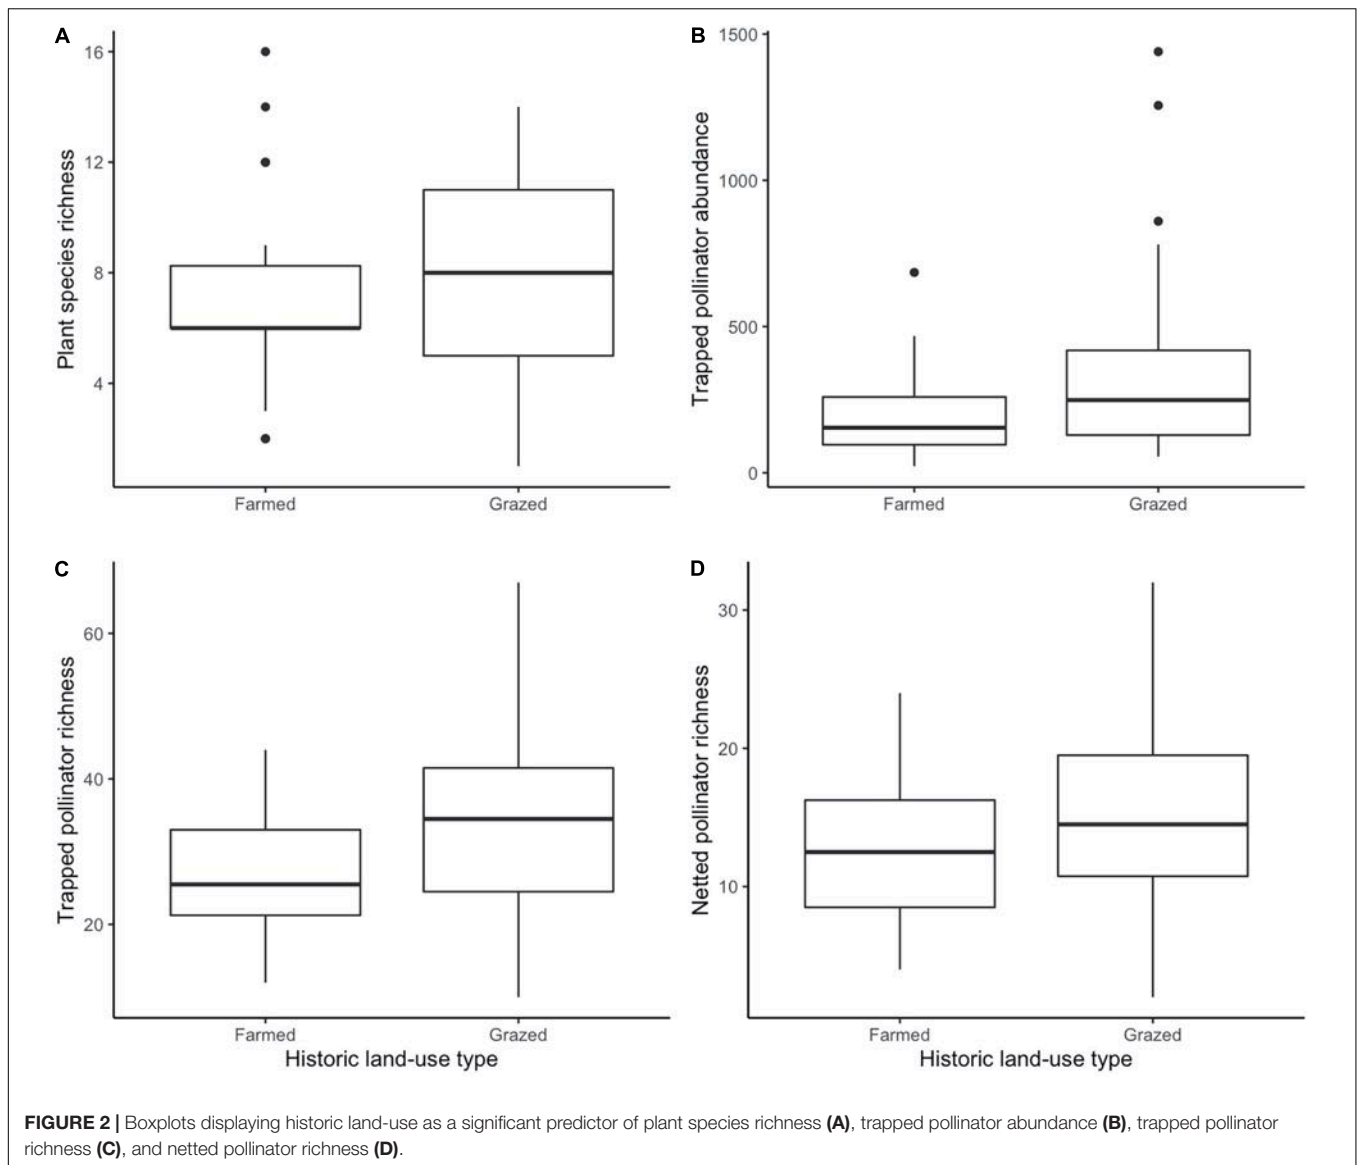 A
Plant species richness
16
12
8
4
Farmed
Grazed
B
Trapped pollinator abundance
1500
1000
500
0
Farmed
Grazed
C
Trapped pollinator richness
60
40
20
Farmed
Grazed
Historic land-use type
D
Netted pollinator richness
30
20
10
Farmed
Grazed
Historic land-use type
FIGURE 2 | Boxplots displaying historic land-use as a significant predictor of plant species richness (A), trapped pollinator abundance (B), trapped pollinator
richness (C), and netted pollinator richness (D).